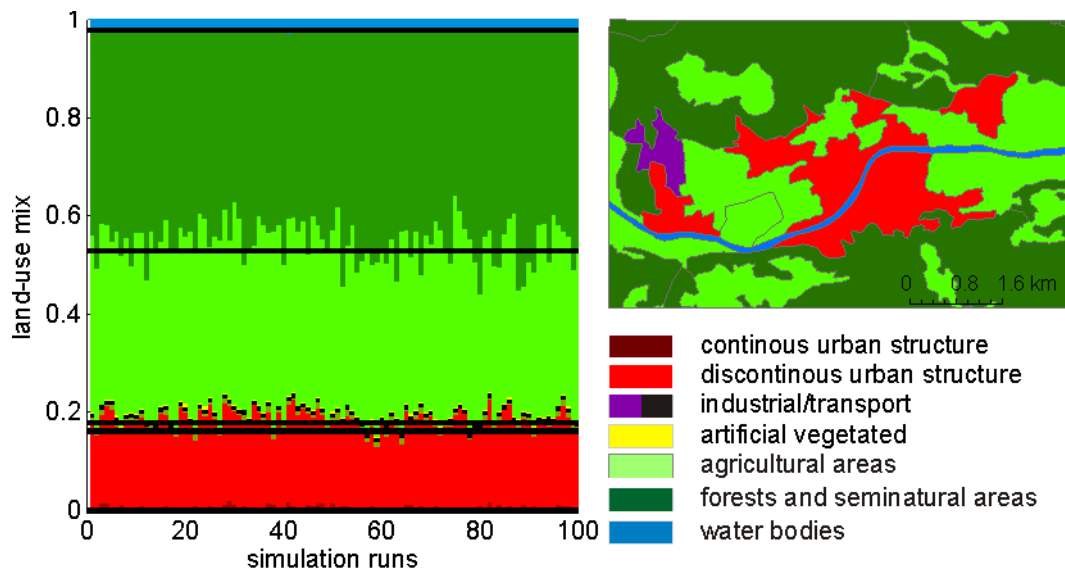 1
0.8
0.6
0.4
0.2
0
land-use mix
0 20 40 60 80 100
simulation runs
0 0.8 1.6 km
continous urban structure
discontinous urban structure
industrial/transport
artificial vegetated
agricultural areas
forests and seminatural areas
water bodies